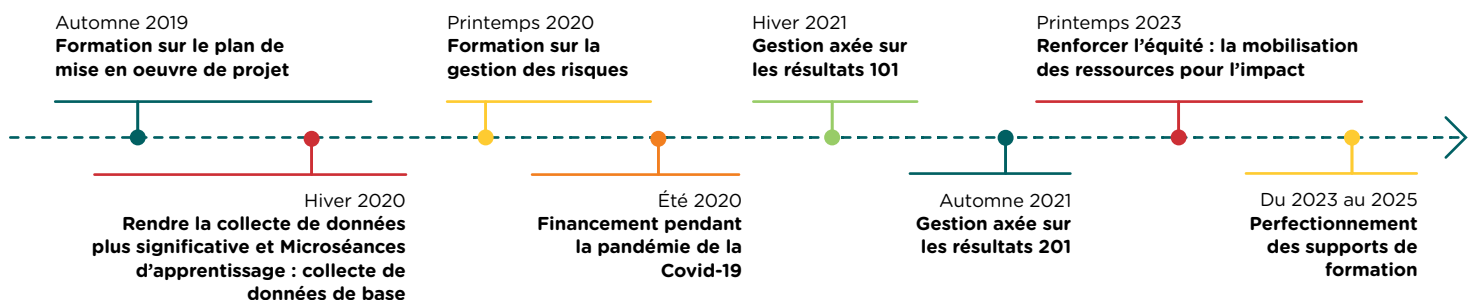 Automne 2019
Formation sur le plan de
mise en oeuvre de projet
Hiver 2020
Rendre la collecte de données
plus significative et Microséances
d'apprentissage : collecte de
données de base
Printemps 2020
Formation sur la
gestion des risques
Été 2020
Financement pendant
la pandémie de la
Covid-19
Hiver 2021
Gestion axée sur
les résultats 101
Automne 2021
Gestion axée sur
les résultats 201
Printemps 2023
Renforcer l'équité : la mobilisation
des ressources pour l'impact
Du 2023 au 2025
Perfectionnement
des supports de
formation